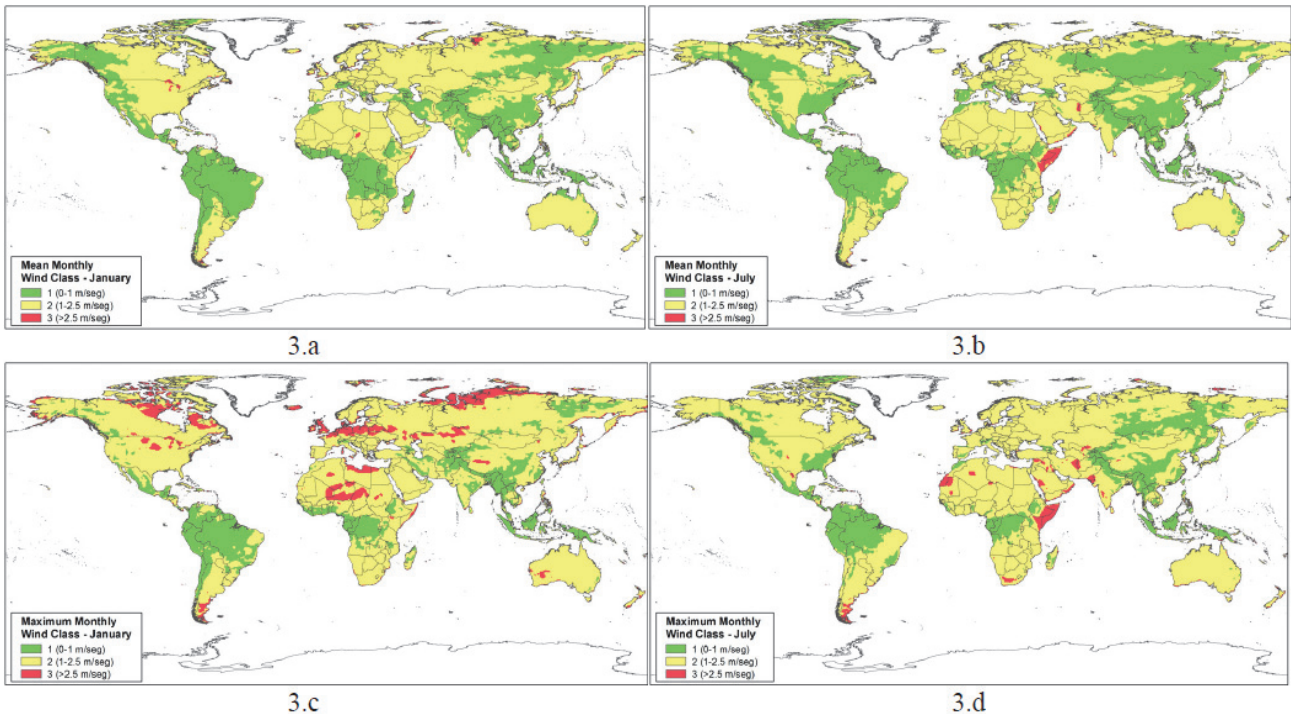 Mean Monthly
Wind Class - January
1 (0-1 m/seg)
2 (1-2.5 m/seg)
3 (>2.5 m/seg)
3.a
Mean Monthly
Wind Class - July
1 (0-1 m/seg)
2 (1-2.5 m/seg)
3 (>2.5 m/seg)
3.b
Maximum Monthly
Wind Class - January
1 (0-1 m/seg)
2 (1-2.5 m/seg)
3 (>2.5 m/seg)
3.c
Maximum Monthly
Wind Class - July
1 (0-1 m/seg)
2 (1-2.5 m/seg)
3 (>2.5 m/seg)
3.d